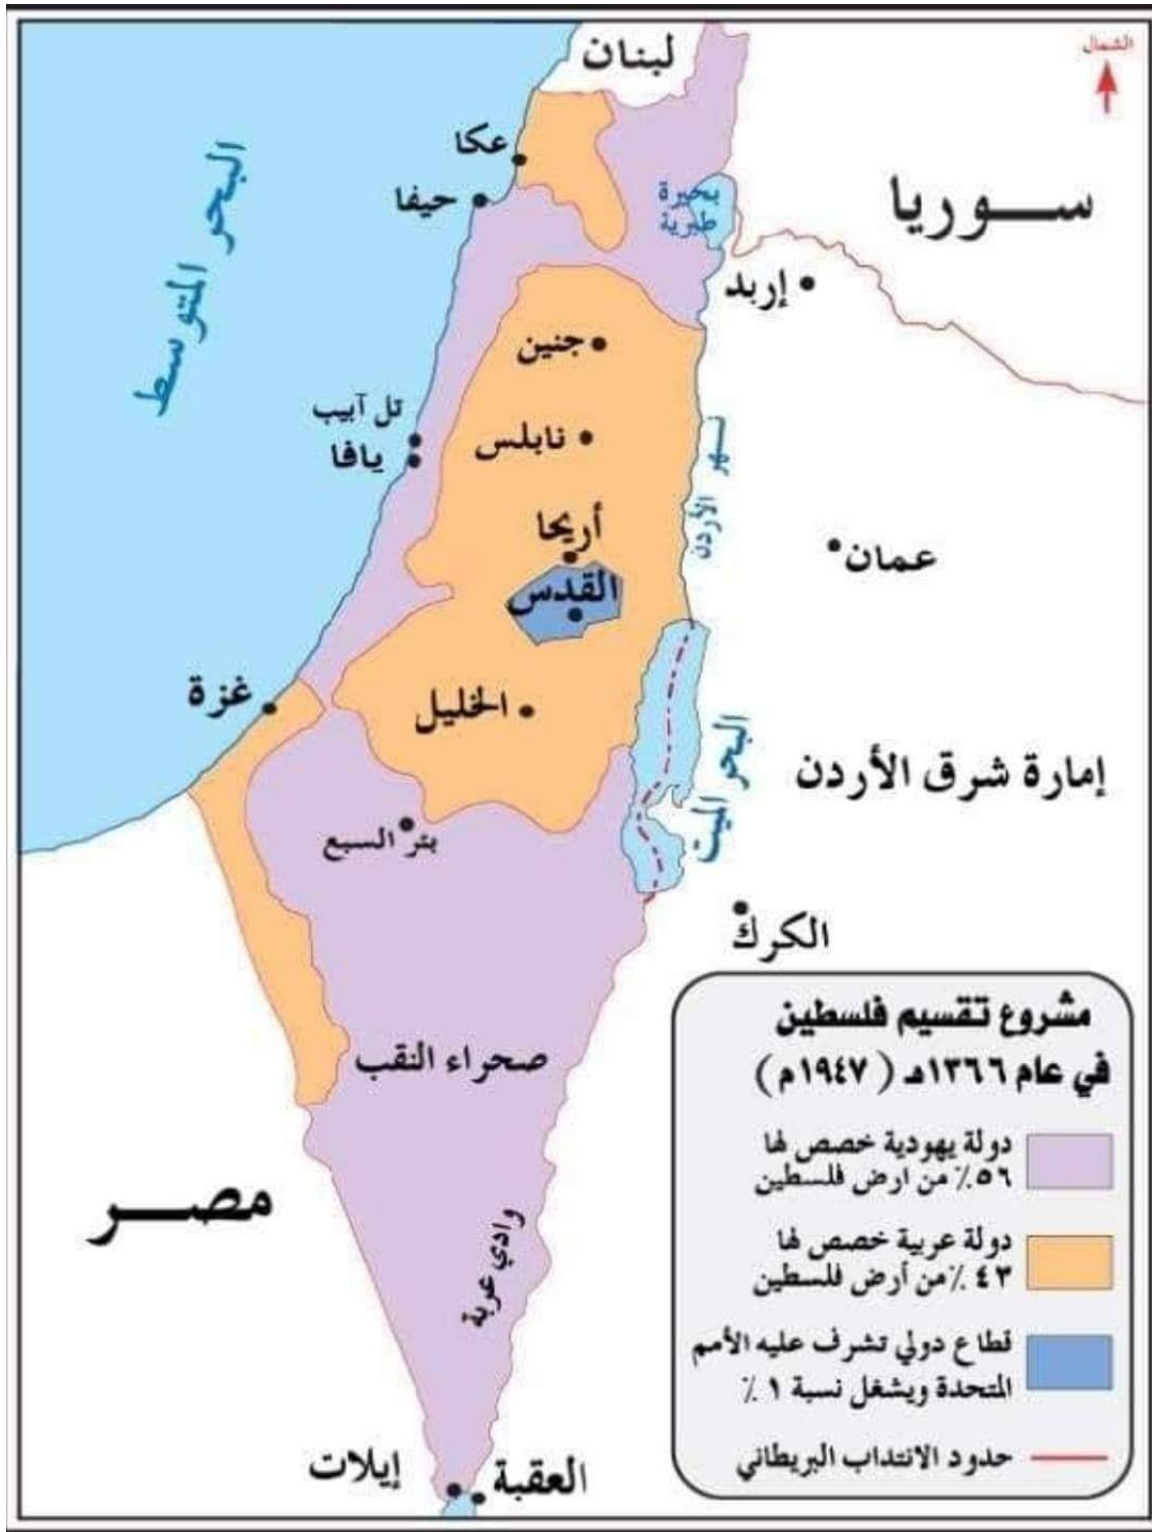 الشمال
لبنان
عكا
حيفا
البحر المتوسط
بحيرة
طبرية
سـوريا
إربد
جنين
تل آبيب
يافا
نابلس
نهر الأردن
أريحا
القدس
عمان
غزة
الخليل
البحر الميت
إمارة شرق الأردن
بئر السبع
الكرك
صحراء النقب
مصـر
وادي عربة
إيلات
العقبة
مشروع تقسيم فلسطين
في عام ١٣٦٦هـ (١٩٤٧م)
دولة يهودية خصص لها
٥٦٪ من ارض فلسطين
دولة عربية خصص لها
٤٣٪ من أرض فلسطين
قطاع دولي تشرف عليه الأمم
المتحدة ويشغل نسبة ١٪
حدود الانتداب البريطاني